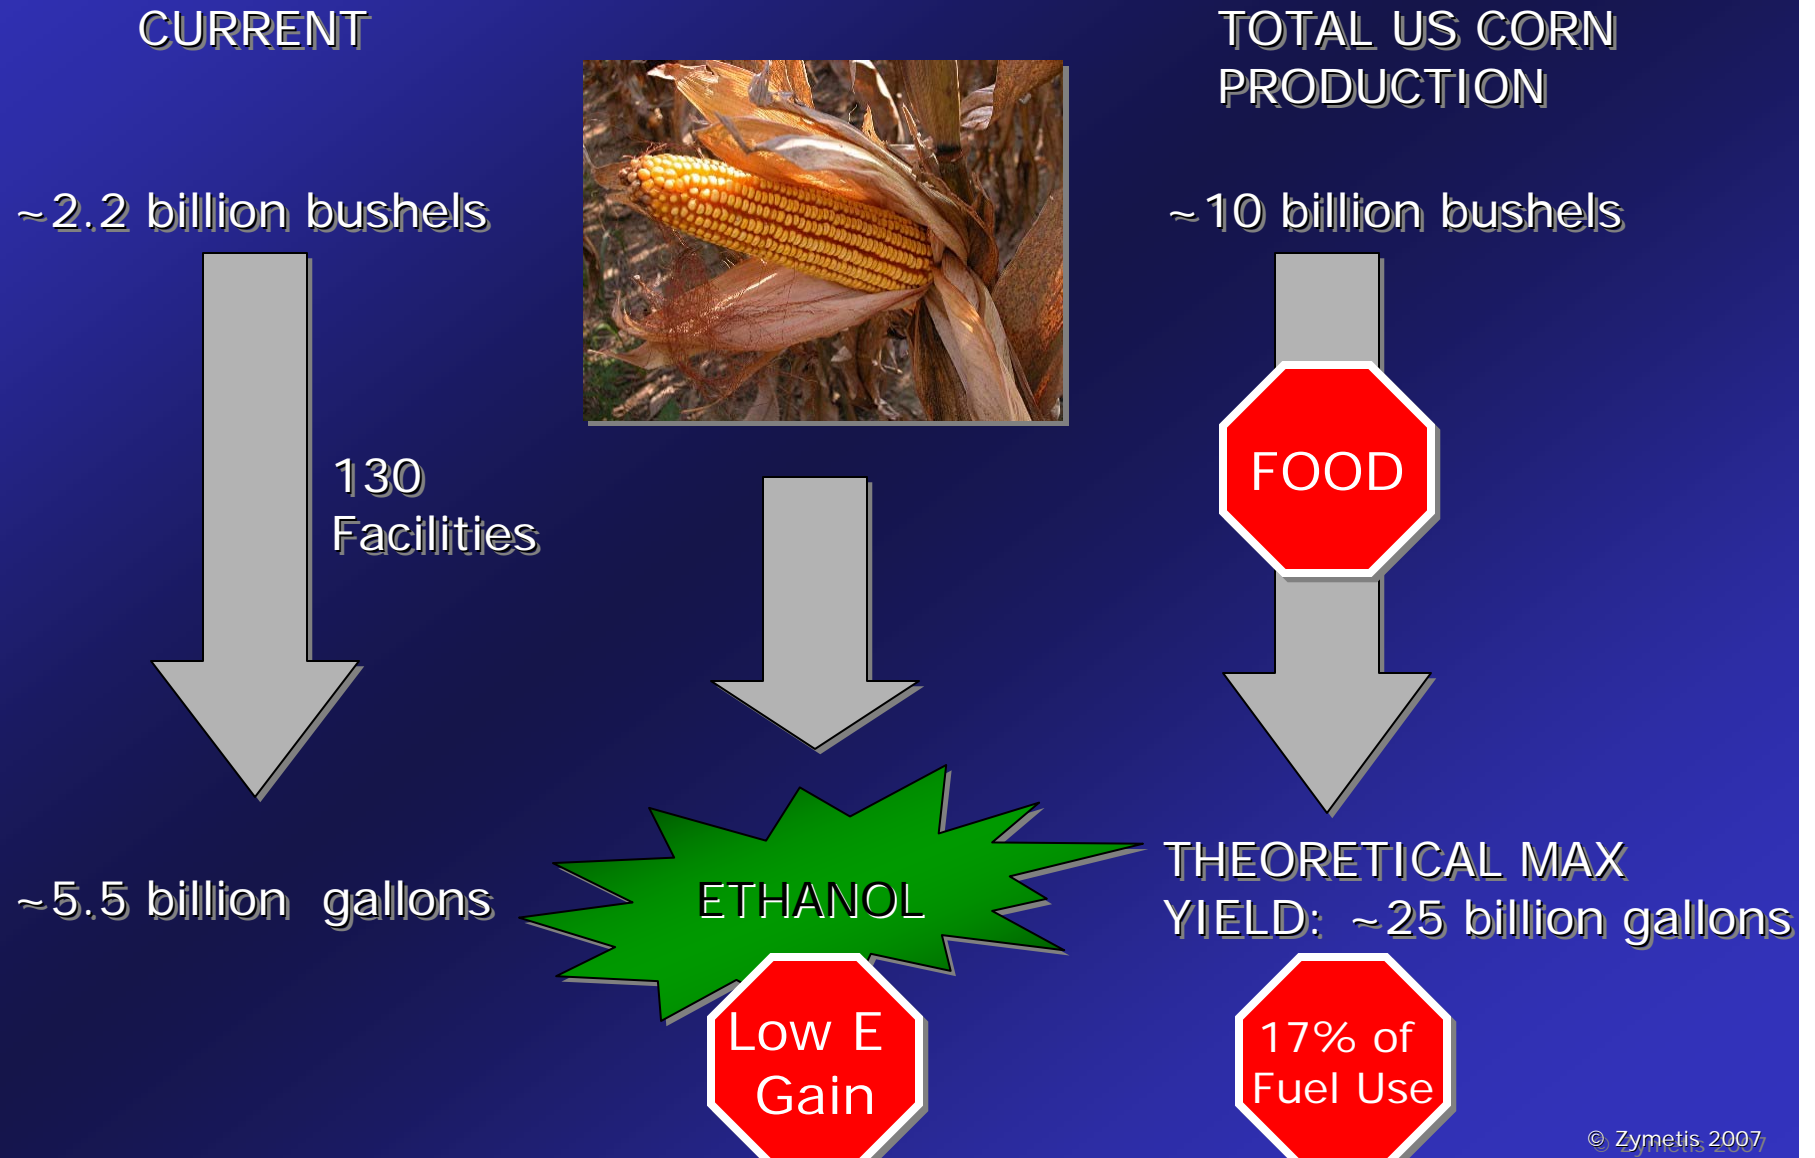 CURRENT
TOTAL US CORN
PRODUCTION
~2.2 billion bushels
~10 billion bushels
130
Facilities
FOOD
~5.5 billion  gallons
ETHANOL
THEORETICAL MAX
YIELD:  ~25 billion gallons
Low E
Gain
17% of
Fuel Use
© Zymetis 2007